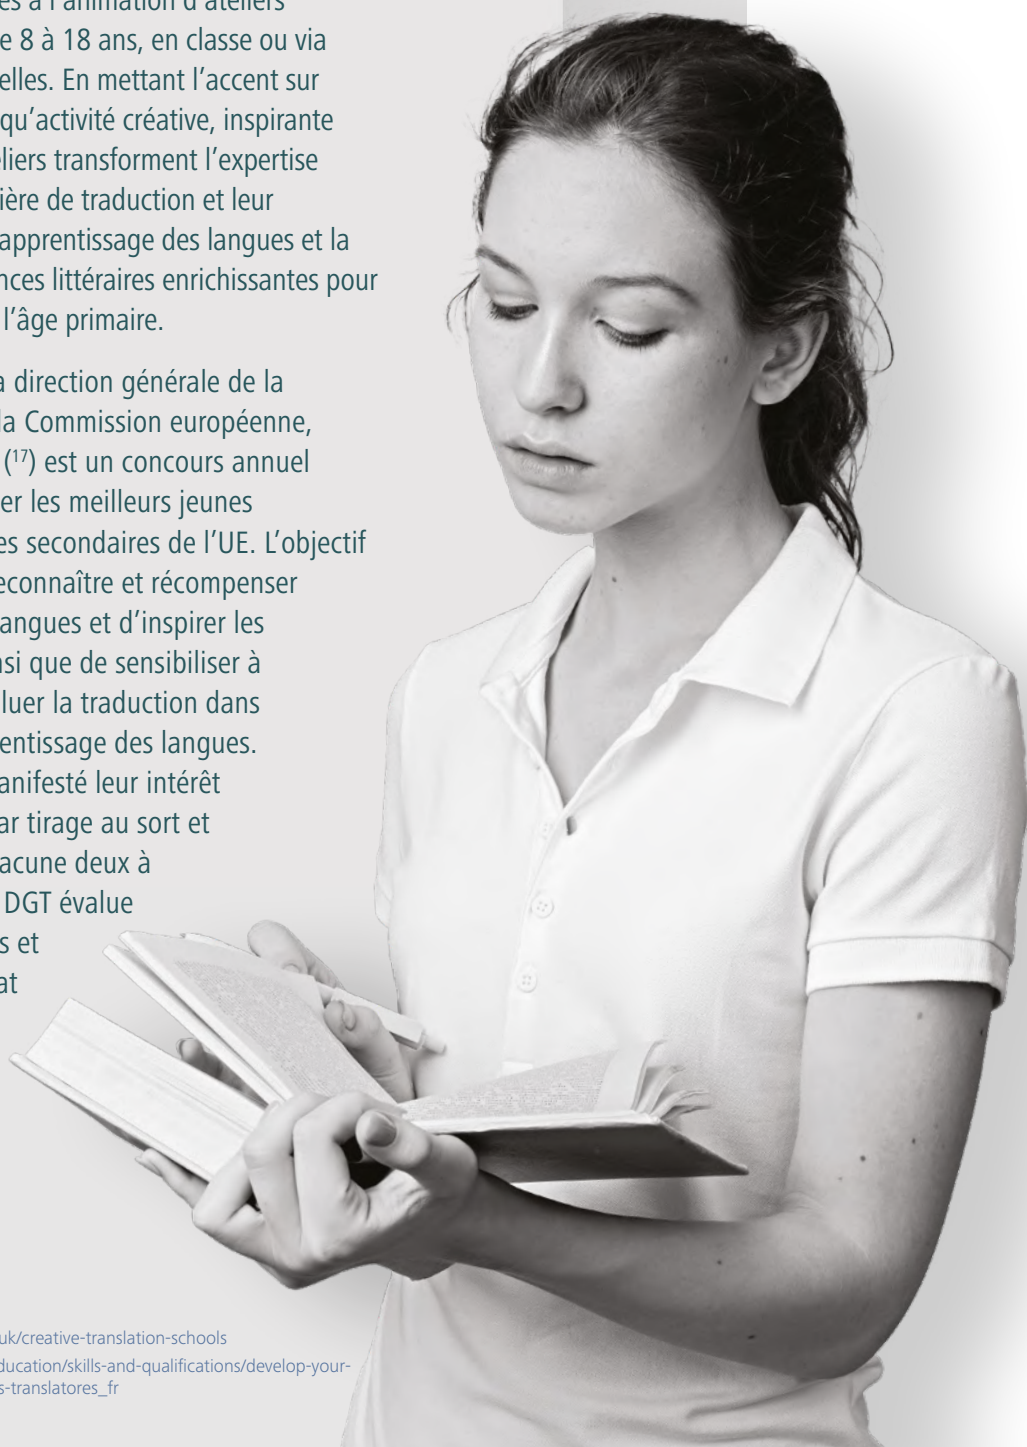 es à l'animation d'ateliers
e 8 à 18 ans, en classe ou via
elles. En mettant l'accent sur
qu'activité créative, inspirante
liers transforment l'expertise
ière de traduction et leur
apprentissage des langues et la
nces littéraires enrichissantes pour
l'âge primaire.
a direction générale de la
la Commission européenne,
(17) est un concours annuel
er les meilleurs jeunes
es secondaires de l'UE. L'objectif
econnaître et récompenser
angues et d'inspirer les
nsi que de sensibiliser à
luer la traduction dans
entissage des langues.
anifesté leur intérêt
ar tirage au sort et
acune deux à
DGT évalue
s et
at
uk/creative-translation-schools
ducation/skills-and-qualifications/develop-your-
s-translatores_fr